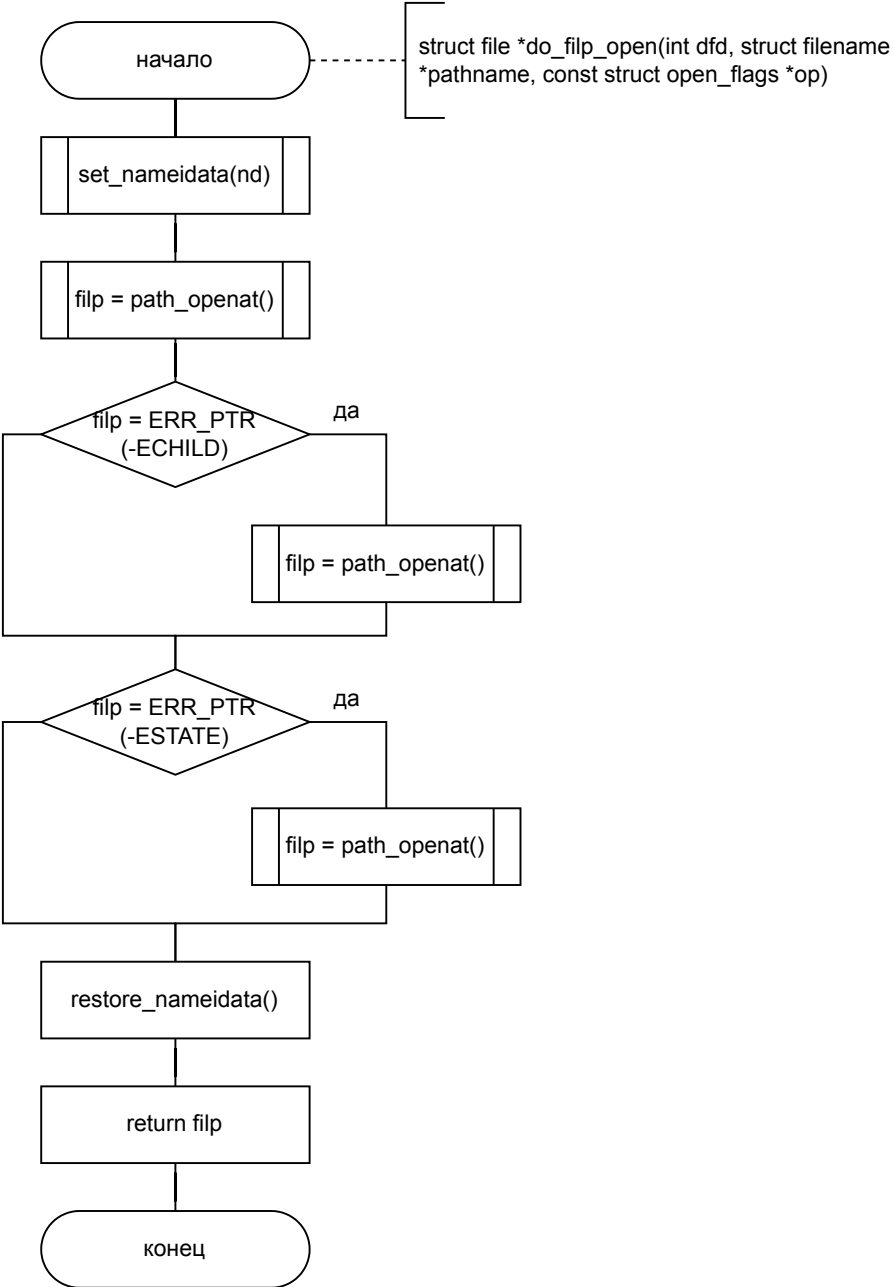 начало
struct file *do_filp_open(int dfd, struct filename
*pathname, const struct open_flags *op)
set_nameidata(nd)
filp = path_openat()
filp = ERR_PTR
(-ECHILD)
да
filp = path_openat()
filp = ERR_PTR
(-ESTATE)
да
filp = path_openat()
restore_nameidata()
return filp
конец